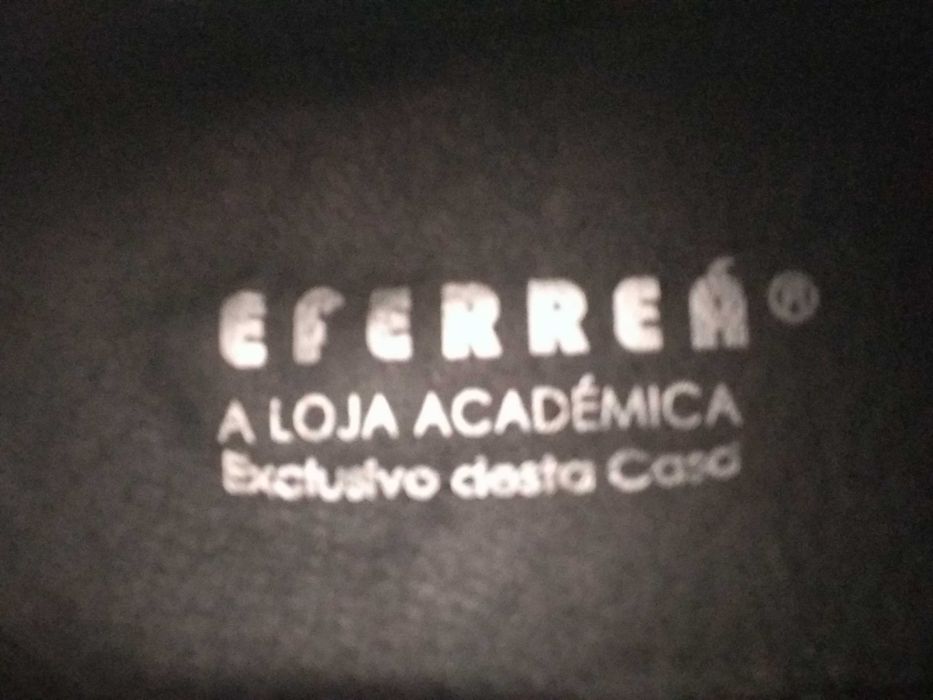 EFERREÁ®
A LOJA ACADÉMICA
Exclusivo desta Casa